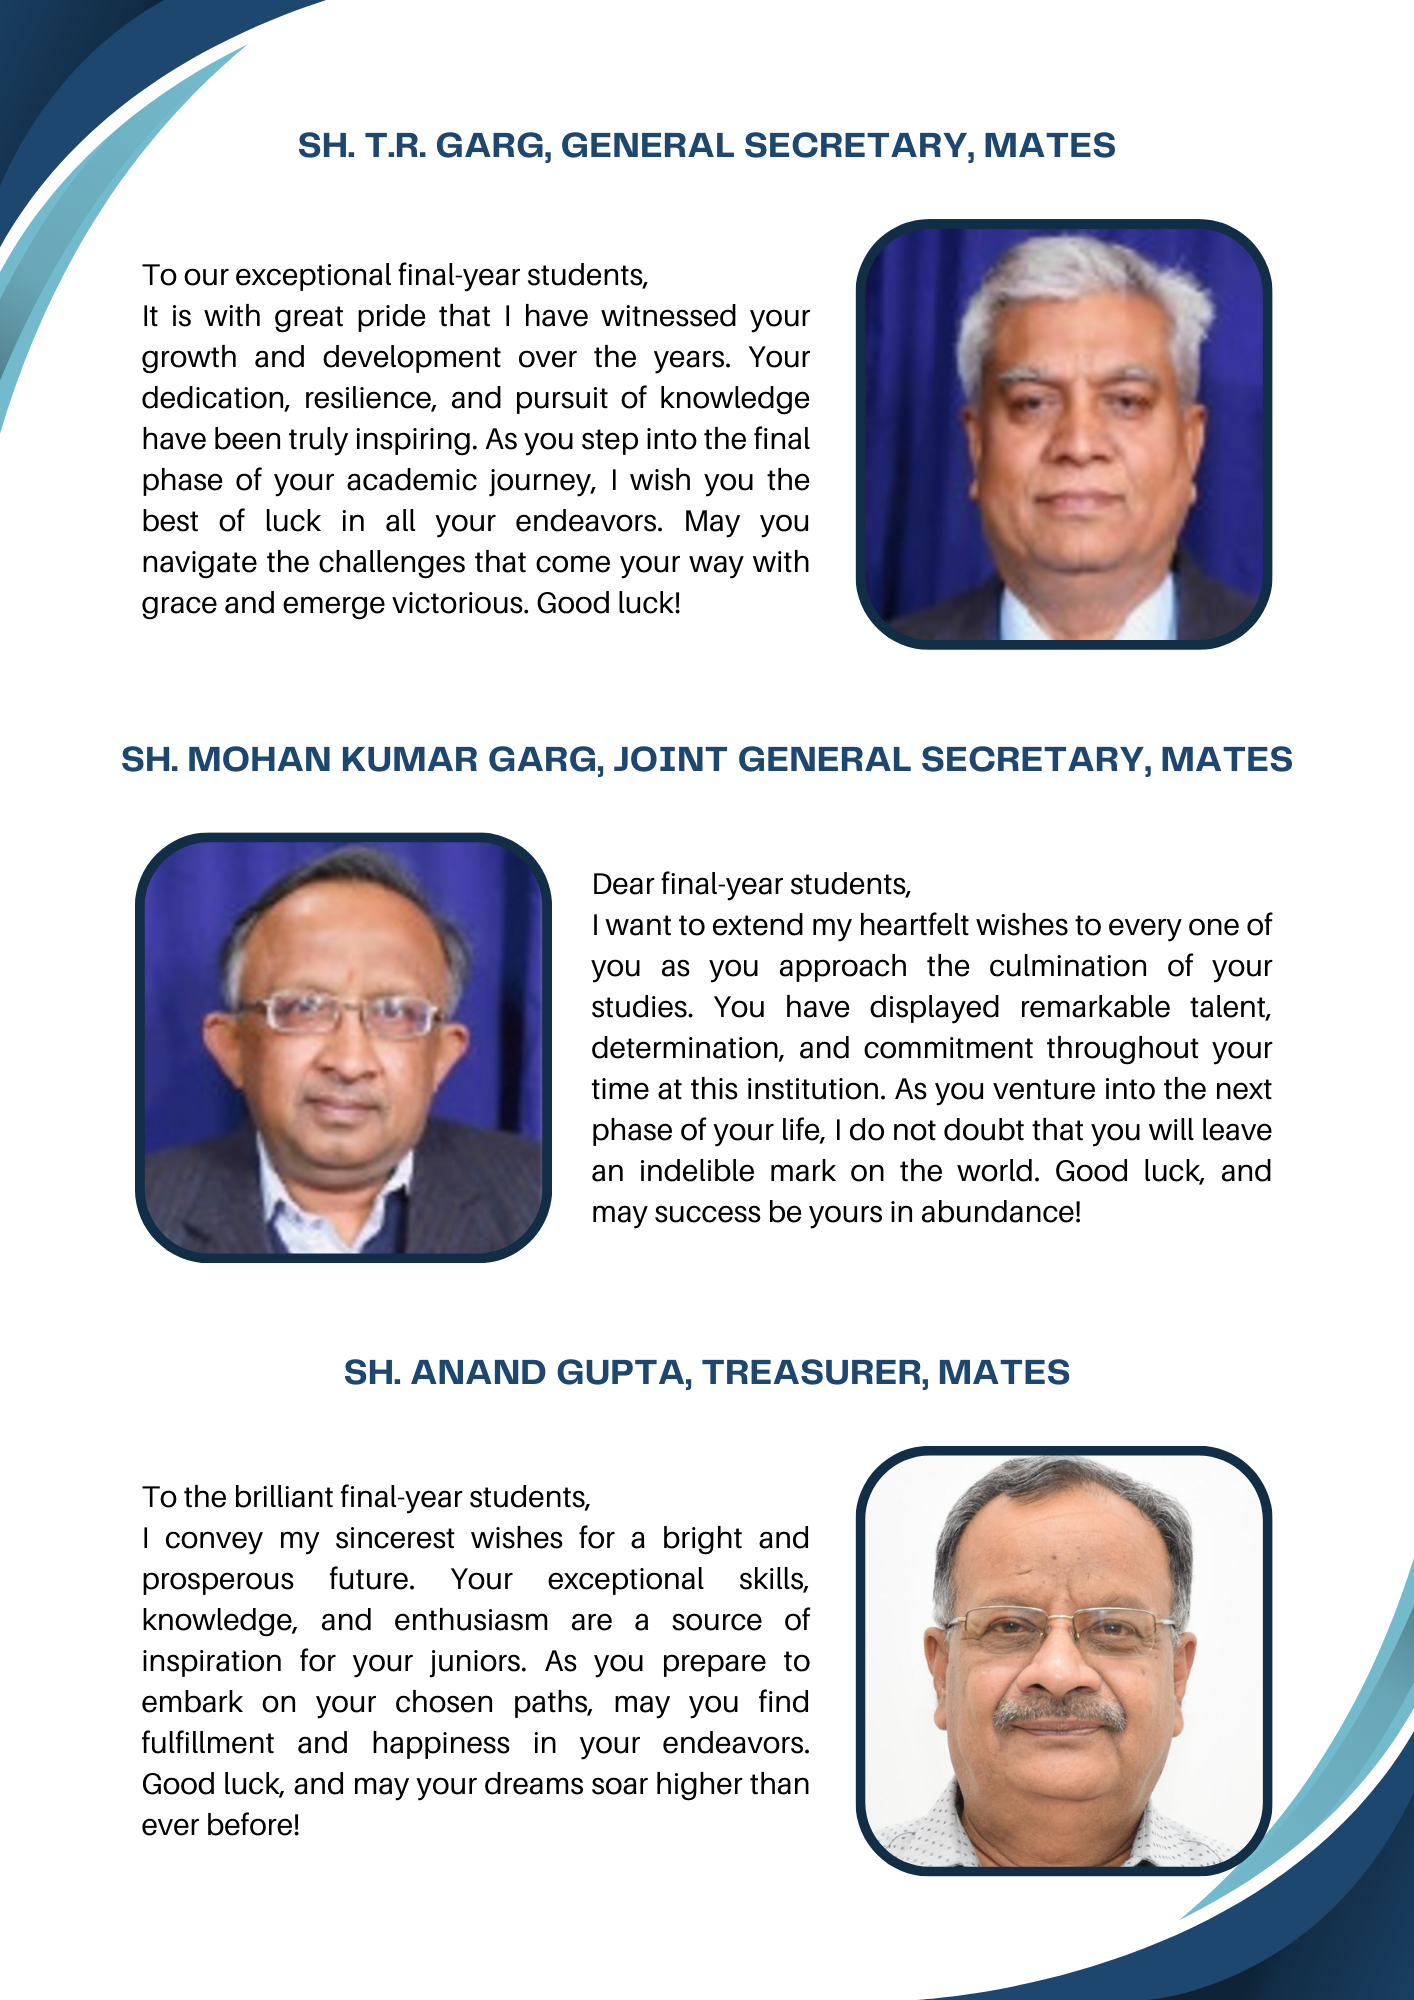 SH. T.R. GARG, GENERAL SECRETARY, MATES
To our exceptional final-year students,
It is with great pride that I have witnessed your
growth and development over the years. Your
dedication, resilience, and pursuit of knowledge
have been truly inspiring. As you step into the final
phase of your academic journey, I wish you the
best of luck in all your endeavors. May you
navigate the challenges that come your way with
grace and emerge victorious. Good luck!
SH. MOHAN KUMAR GARG, JOINT GENERAL SECRETARY, MATES
Dear final-year students,
I want to extend my heartfelt wishes to every one of
you as you approach the culmination of your
studies. You have displayed remarkable talent,
determination, and commitment throughout your
time at this institution. As you venture into the next
phase of your life, I do not doubt that you will leave
an indelible mark on the world. Good luck, and
may success be yours in abundance!
SH. ANAND GUPTA, TREASURER, MATES
To the brilliant final-year students,
I convey my sincerest wishes for a bright and
prosperous future. Your exceptional skills,
knowledge, and enthusiasm are a source of
inspiration for your juniors. As you prepare to
embark on your chosen paths, may you find
fulfillment and happiness in your endeavors.
Good luck, and may your dreams soar higher than
ever before!